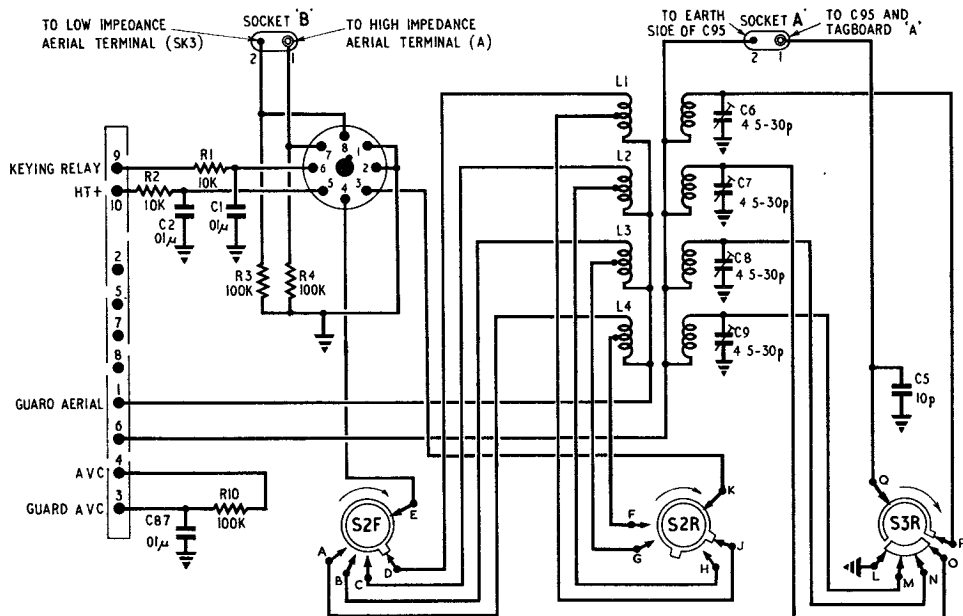 SOCKET 'B'
TO LOW IMPEDANCE
AERIAL TERMINAL (SK3)
TO HIGH IMPEDANCE
AERIAL TERMINAL (A)
2
1
TO EARTH
SIDE OF C95
SOCKET A'
TO C95 AND
TAGBOARD 'A'
2
1
L1
C6
4 5-30p
8
7
1
9
KEYING RELAY
R1
10K
6
2
L2
C7
4 5-30p
HT+
10
R2
10K
5
4
3
C2
01µ
C1
01µ
2
R3
100K
R4
100K
L3
C8
4 5-30p
5
7
L4
C9
4 5-30p
8
1
GUARD AERIAL
C5
10p
6
4
AVC
3
GUARD AVC
R10
100K
C87
01µ
S2F
E
A
B
C
D
S2R
K
F
G
H
J
S3R
Q
P
O
L
M
N